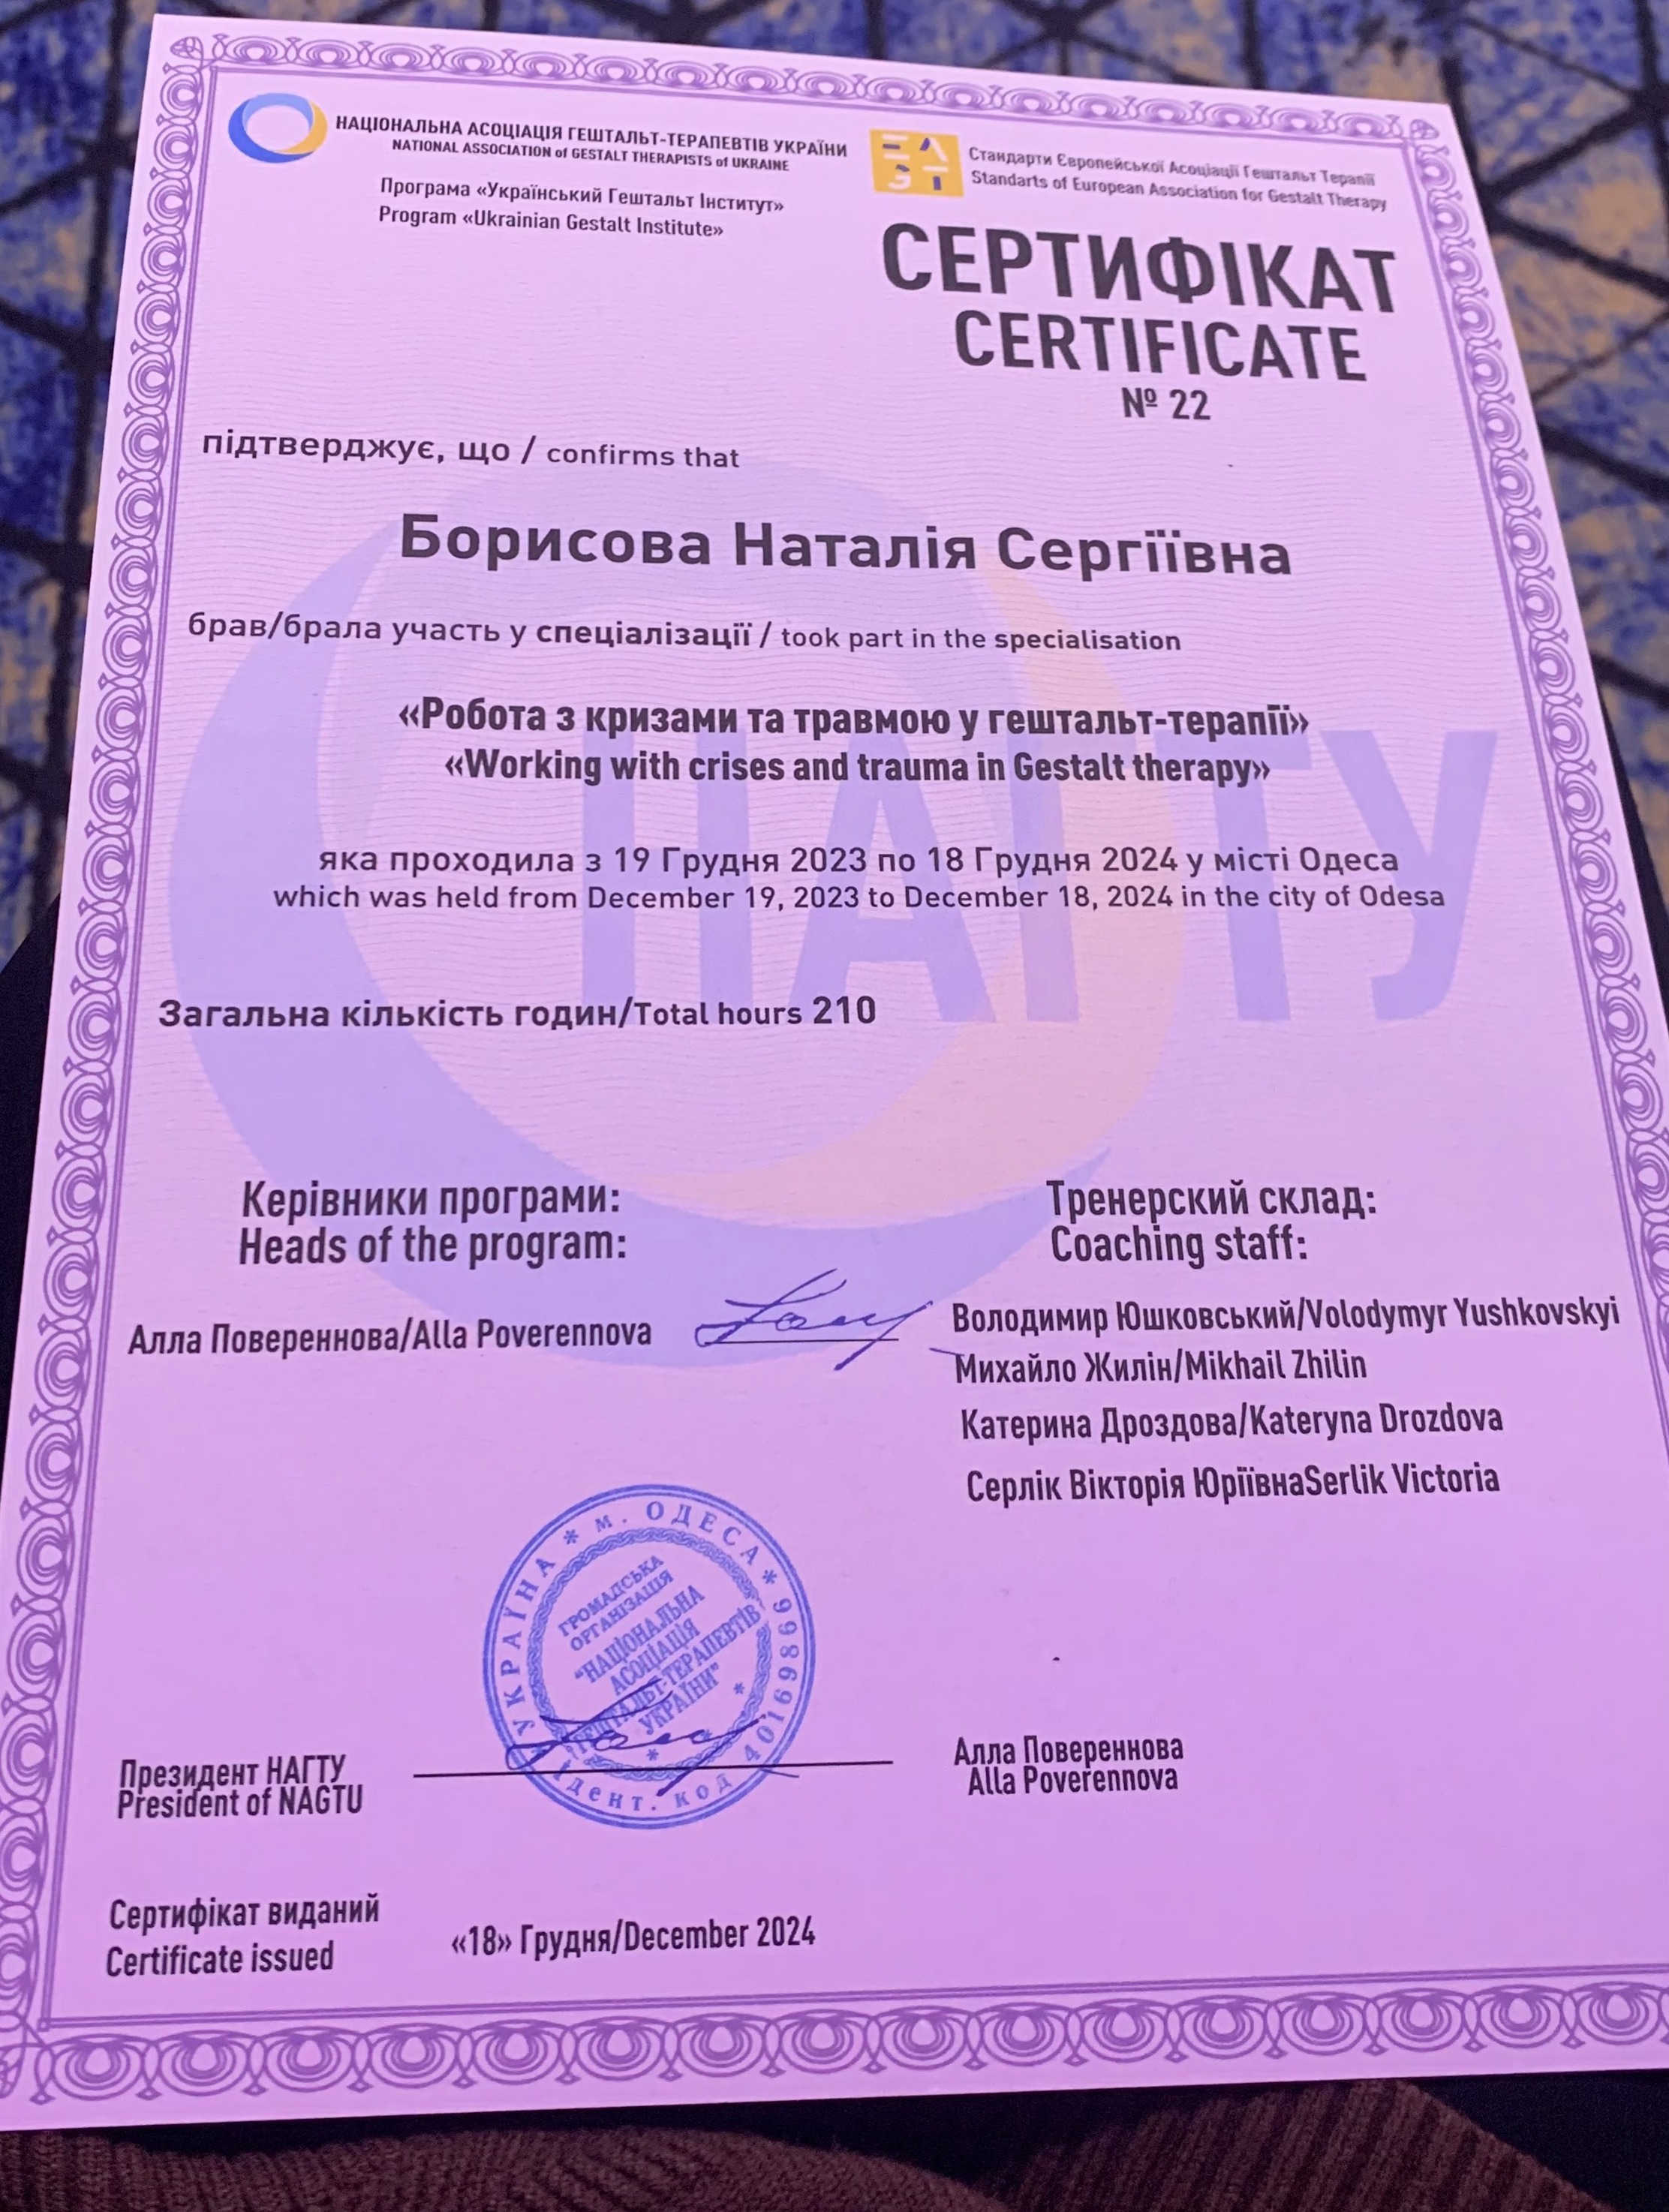 НАЦІОНАЛЬНА АСОЦІАЦІЯ ГЕШТАЛЬТ-ТЕРАПЕВТІВ УКРАЇНИ
NATIONAL ASSOCIATION of GESTALT THERAPISTS of UKRAINE
Програма «Український Гештальт Інститут»
Program «Ukrainian Gestalt Institute»
EAGT
Стандарти Європейської Асоціації Гештальт Терапії
Standarts of European Association for Gestalt Therapy
СЕРТИФІКАТ
CERTIFICATE
№ 22
підтверджує, що / confirms that
Борисова Наталія Сергіївна
брав/брала участь у спеціалізації / took part in the specialisation
«Робота з кризами та травмою у гештальт-терапії»
«Working with crises and trauma in Gestalt therapy»
НАГТУ
яка проходила з 19 Грудня 2023 по 18 Грудня 2024 у місті Одеса
which was held from December 19, 2023 to December 18, 2024 in the city of Odesa
Загальна кількість годин/Total hours 210
Керівники програми:
Heads of the program:
Алла Повереннова/Alla Poverennova
Тренерский склад:
Coaching staff:
Володимир Юшковський/Volodymyr Yushkovskyi
Михайло Жилін/Mikhail Zhilin
Катерина Дроздова/Kateryna Drozdova
Серлік Вікторія ЮріївнаSerlik Victoria
УКРАЇНА * м. ОДЕСА * ідент. код 40169866
ГРОМАДСЬКА
ОРГАНІЗАЦІЯ
"НАЦІОНАЛЬНА
АСОЦІАЦІЯ
ГЕШТАЛЬТ-ТЕРАПЕВТІВ
УКРАЇНИ"
Президент НАГТУ
President of NAGTU
Алла Повереннова
Alla Poverennova
Сертифікат виданий
Certificate issued
«18» Грудня/December 2024